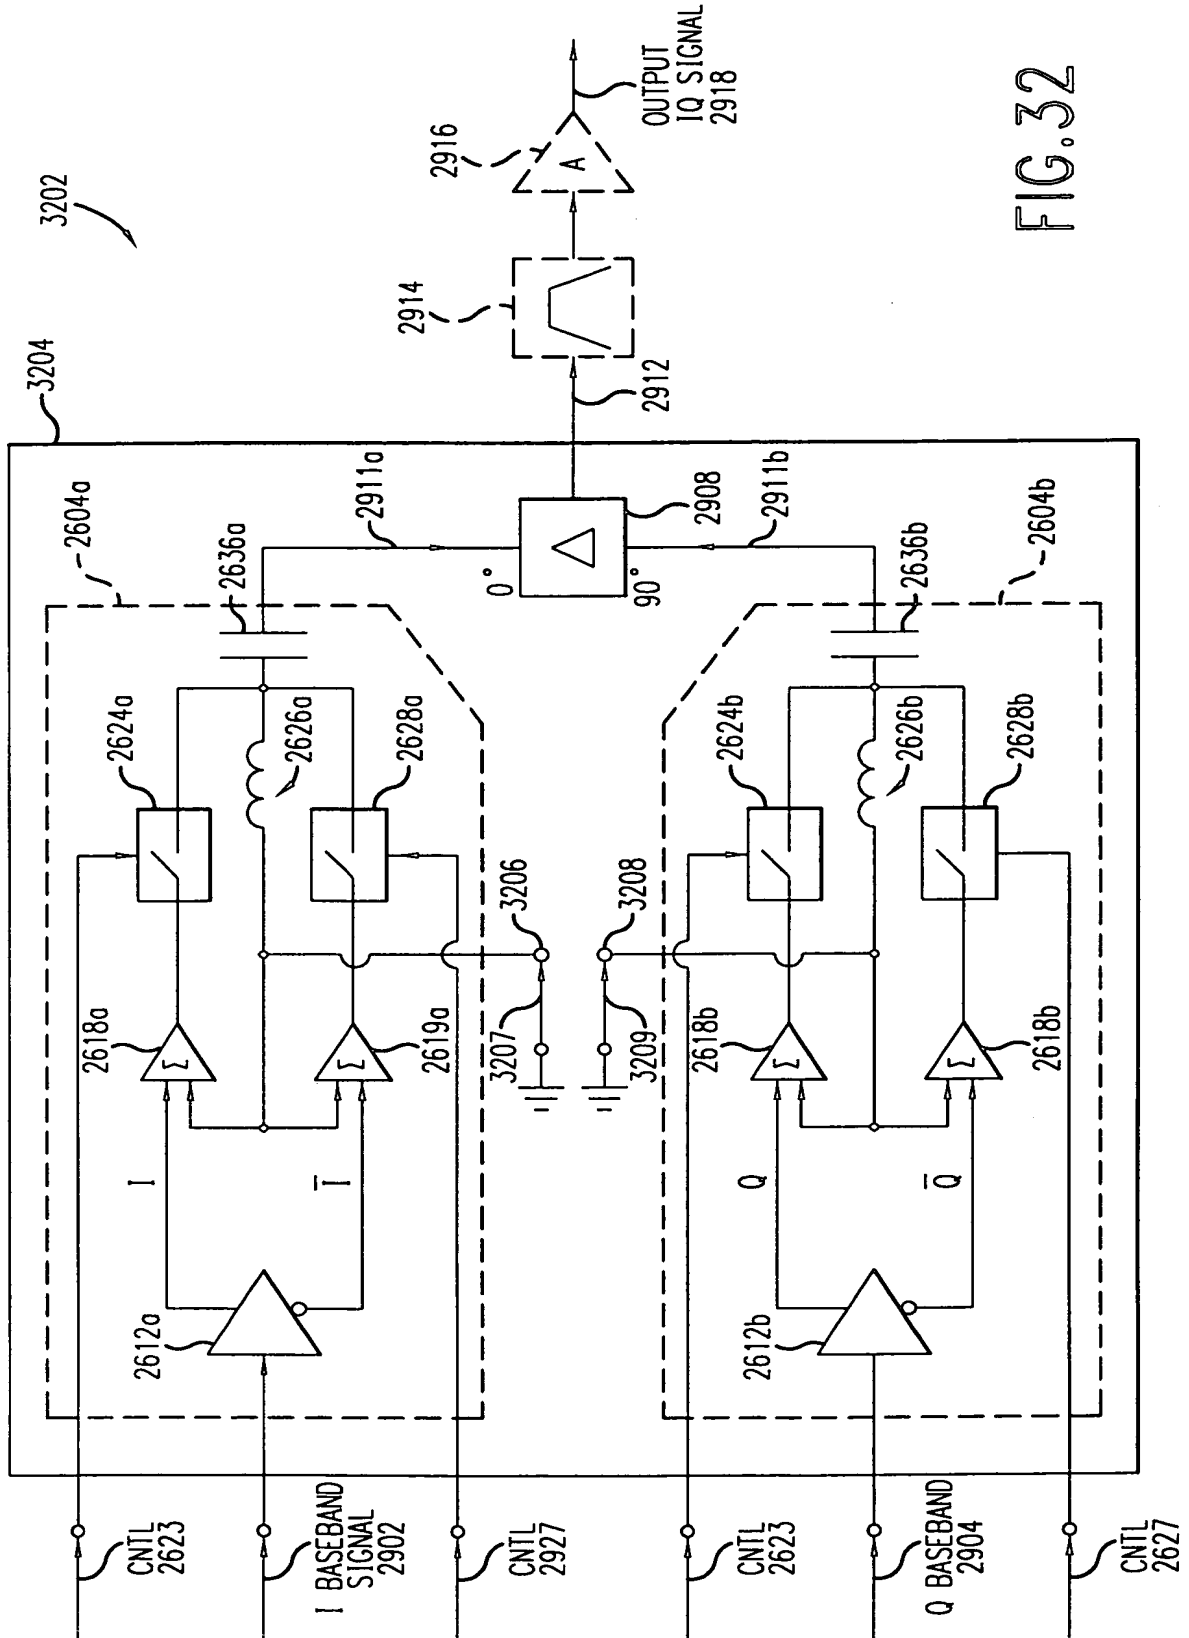 3202
3204
2604a
2624a
2636a
2618a
2626a
2911a
2612a
I
I̅
2628a
2619a
0°
2914
2916
A
OUTPUT
IQ SIGNAL
2918
3206
3207
2912
2908
90°
3208
3209
2911b
2604b
2624b
2636b
2618b
2626b
2612b
Q
Q̅
2628b
2618b
Σ
Σ
Σ
Σ
CNTL
2623
I BASEBAND
SIGNAL
2902
CNTL
2927
CNTL
2623
Q BASEBAND
2904
CNTL
2627
FIG.32